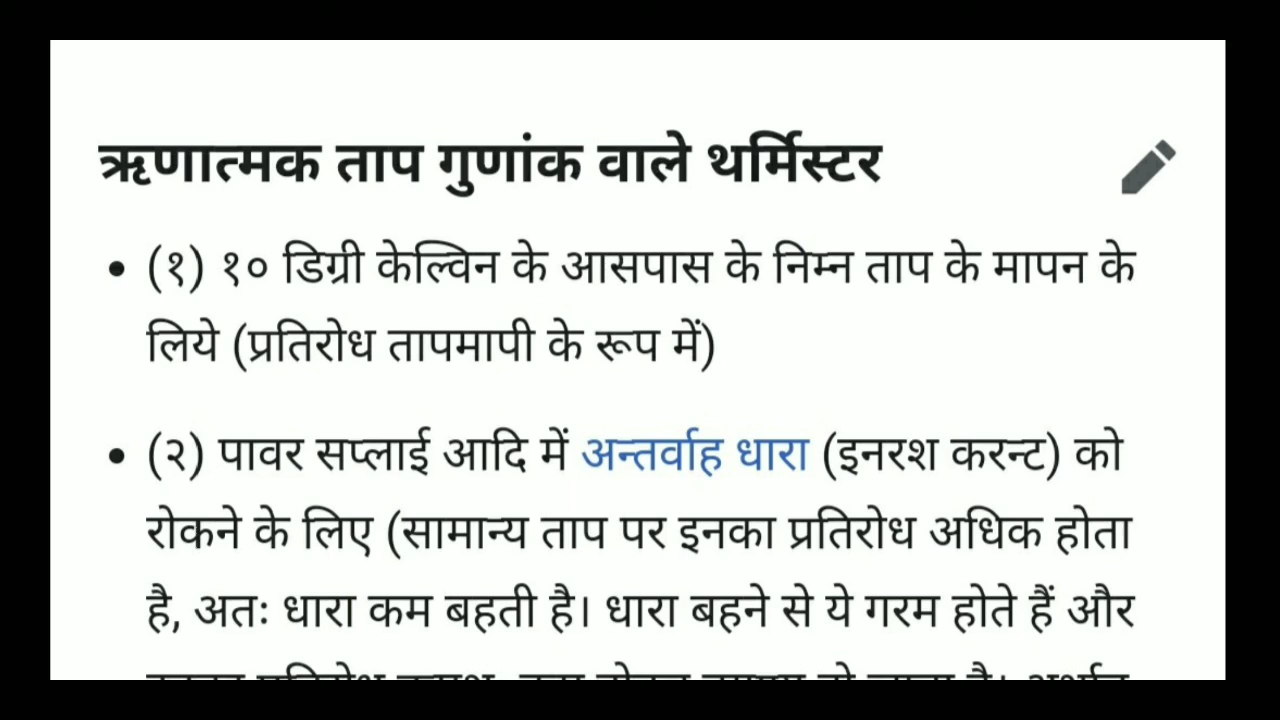 ऋणात्मक ताप गुणांक वाले थर्मिस्टर
• (१) १० डिग्री केल्विन के आसपास के निम्न ताप के मापन के
लिये (प्रतिरोध तापमापी के रूप में)
• (२) पावर सप्लाई आदि में अन्तर्वाह धारा (इनरश करन्ट) को
रोकने के लिए (सामान्य ताप पर इनका प्रतिरोध अधिक होता
है, अतः धारा कम बहती है। धारा बहने से ये गरम होते हैं और